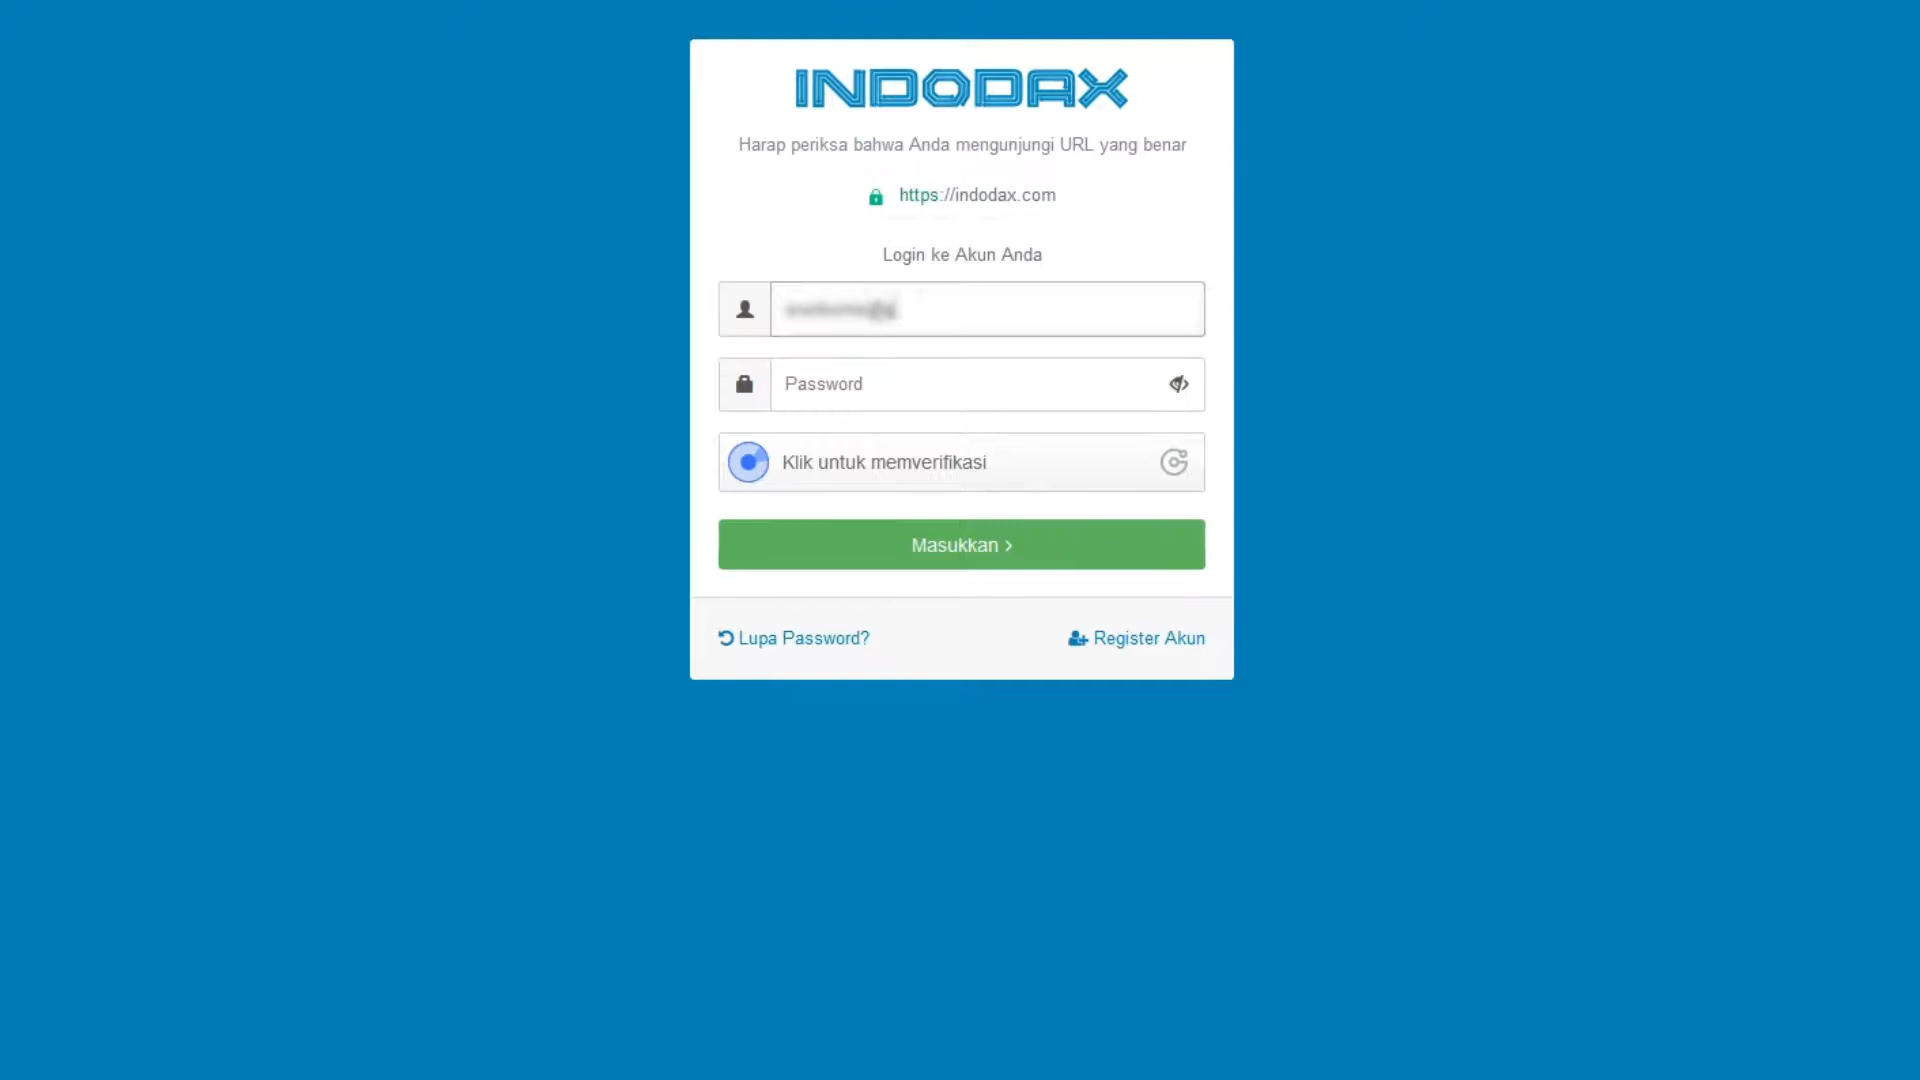 INDODAX
Harap periksa bahwa Anda mengunjungi URL yang benar
https://indodax.com
Login ke Akun Anda
Password
Klik untuk memverifikasi
Masukkan
Lupa Password?
Register Akun